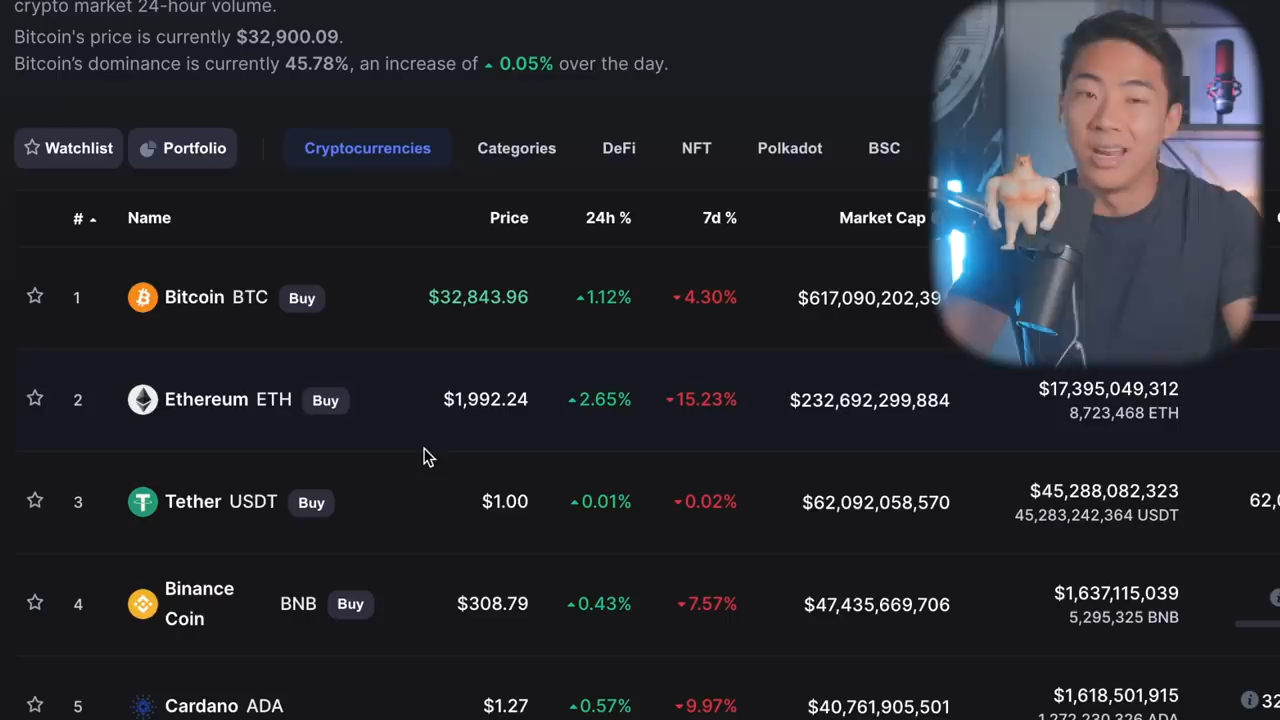 crypto market 24-hour volume.
Bitcoin's price is currently $32,900.09.
Bitcoin's dominance is currently 45.78%, an increase of 0.05% over the day.
Watchlist Portfolio Cryptocurrencies Categories DeFi NFT Polkadot BSC
# Name Price 24h % 7d % Market Cap
1 Bitcoin BTC Buy $32,843.96 1.12% 4.30% $617,090,202,39
2 Ethereum ETH Buy $1,992.24 2.65% 15.23% $232,692,299,884 $17,395,049,312
8,723,468 ETH
3 Tether USDT Buy $1.00 0.01% 0.02% $62,092,058,570 $45,288,082,323 62,0
45,283,242,364 USDT
4 Binance Coin BNB Buy $308.79 0.43% 7.57% $47,435,669,706 $1,637,115,039
5,295,325 BNB
5 Cardano ADA $1.27 0.57% 9.97% $40,761,905,501 $1,618,501,915 32